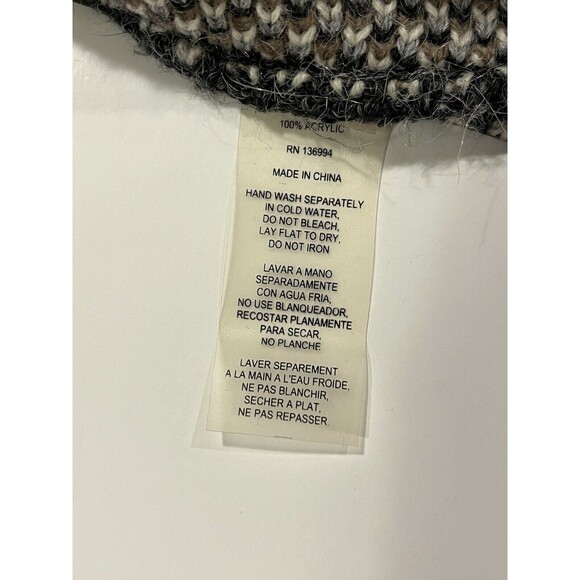 100% ACRYLIC
RN 136994
MADE IN CHINA
HAND WASH SEPARATELY
IN COLD WATER,
DO NOT BLEACH,
LAY FLAT TO DRY,
DO NOT IRON
LAVAR A MANO
SEPARADAMENTE
CON AGUA FRIA,
NO USE BLANQUEADOR,
RECOSTAR PLANAMENTE
PARA SECAR,
NO PLANCHE
LAVER SEPAREMENT
A LA MAIN A L'EAU FROIDE,
NE PAS BLANCHIR,
SECHER A PLAT,
NE PAS REPASSER